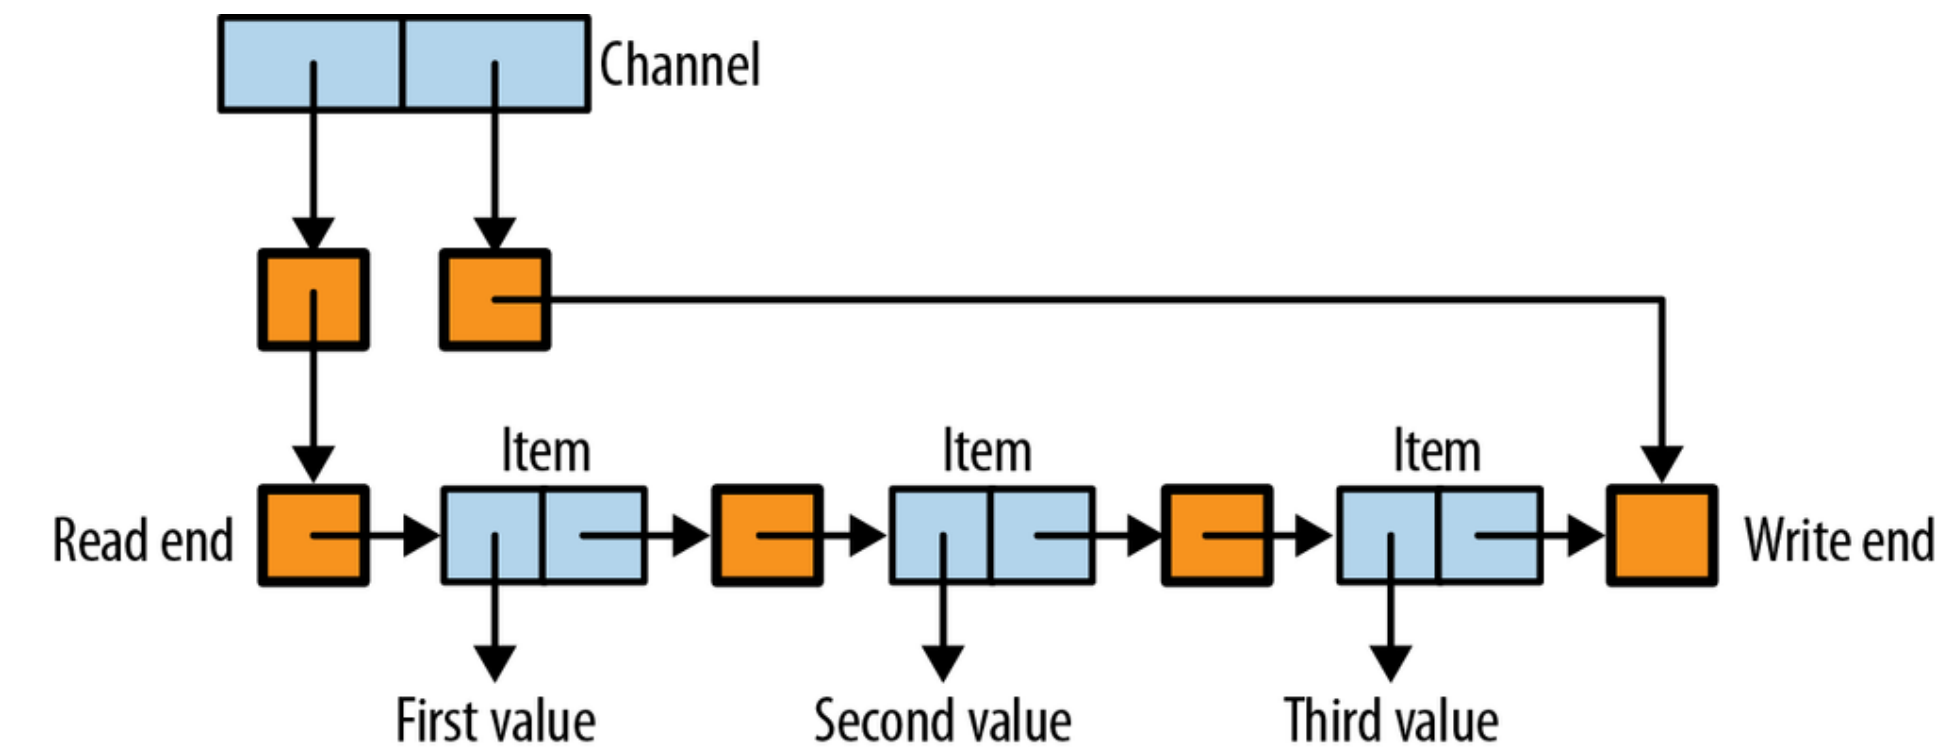 Channel
Item
Item
Item
Read end
Write end
First value
Second value
Third value